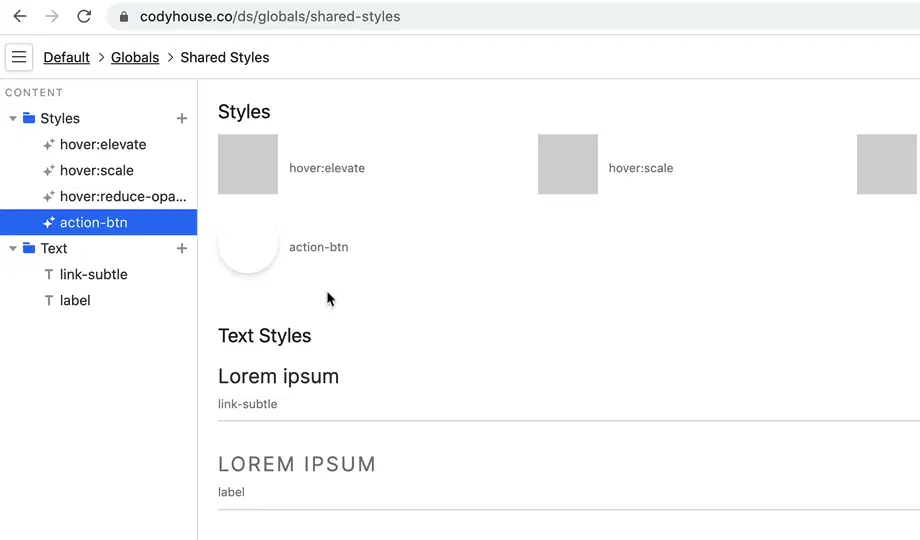 codyhouse.co/ds/globals/shared-styles
Default > Globals > Shared Styles
CONTENT
Styles
hover:elevate
hover:scale
hover:reduce-opa...
action-btn
Text
link-subtle
label
Styles
hover:elevate
hover:scale
action-btn
Text Styles
Lorem ipsum
link-subtle
LOREM IPSUM
label